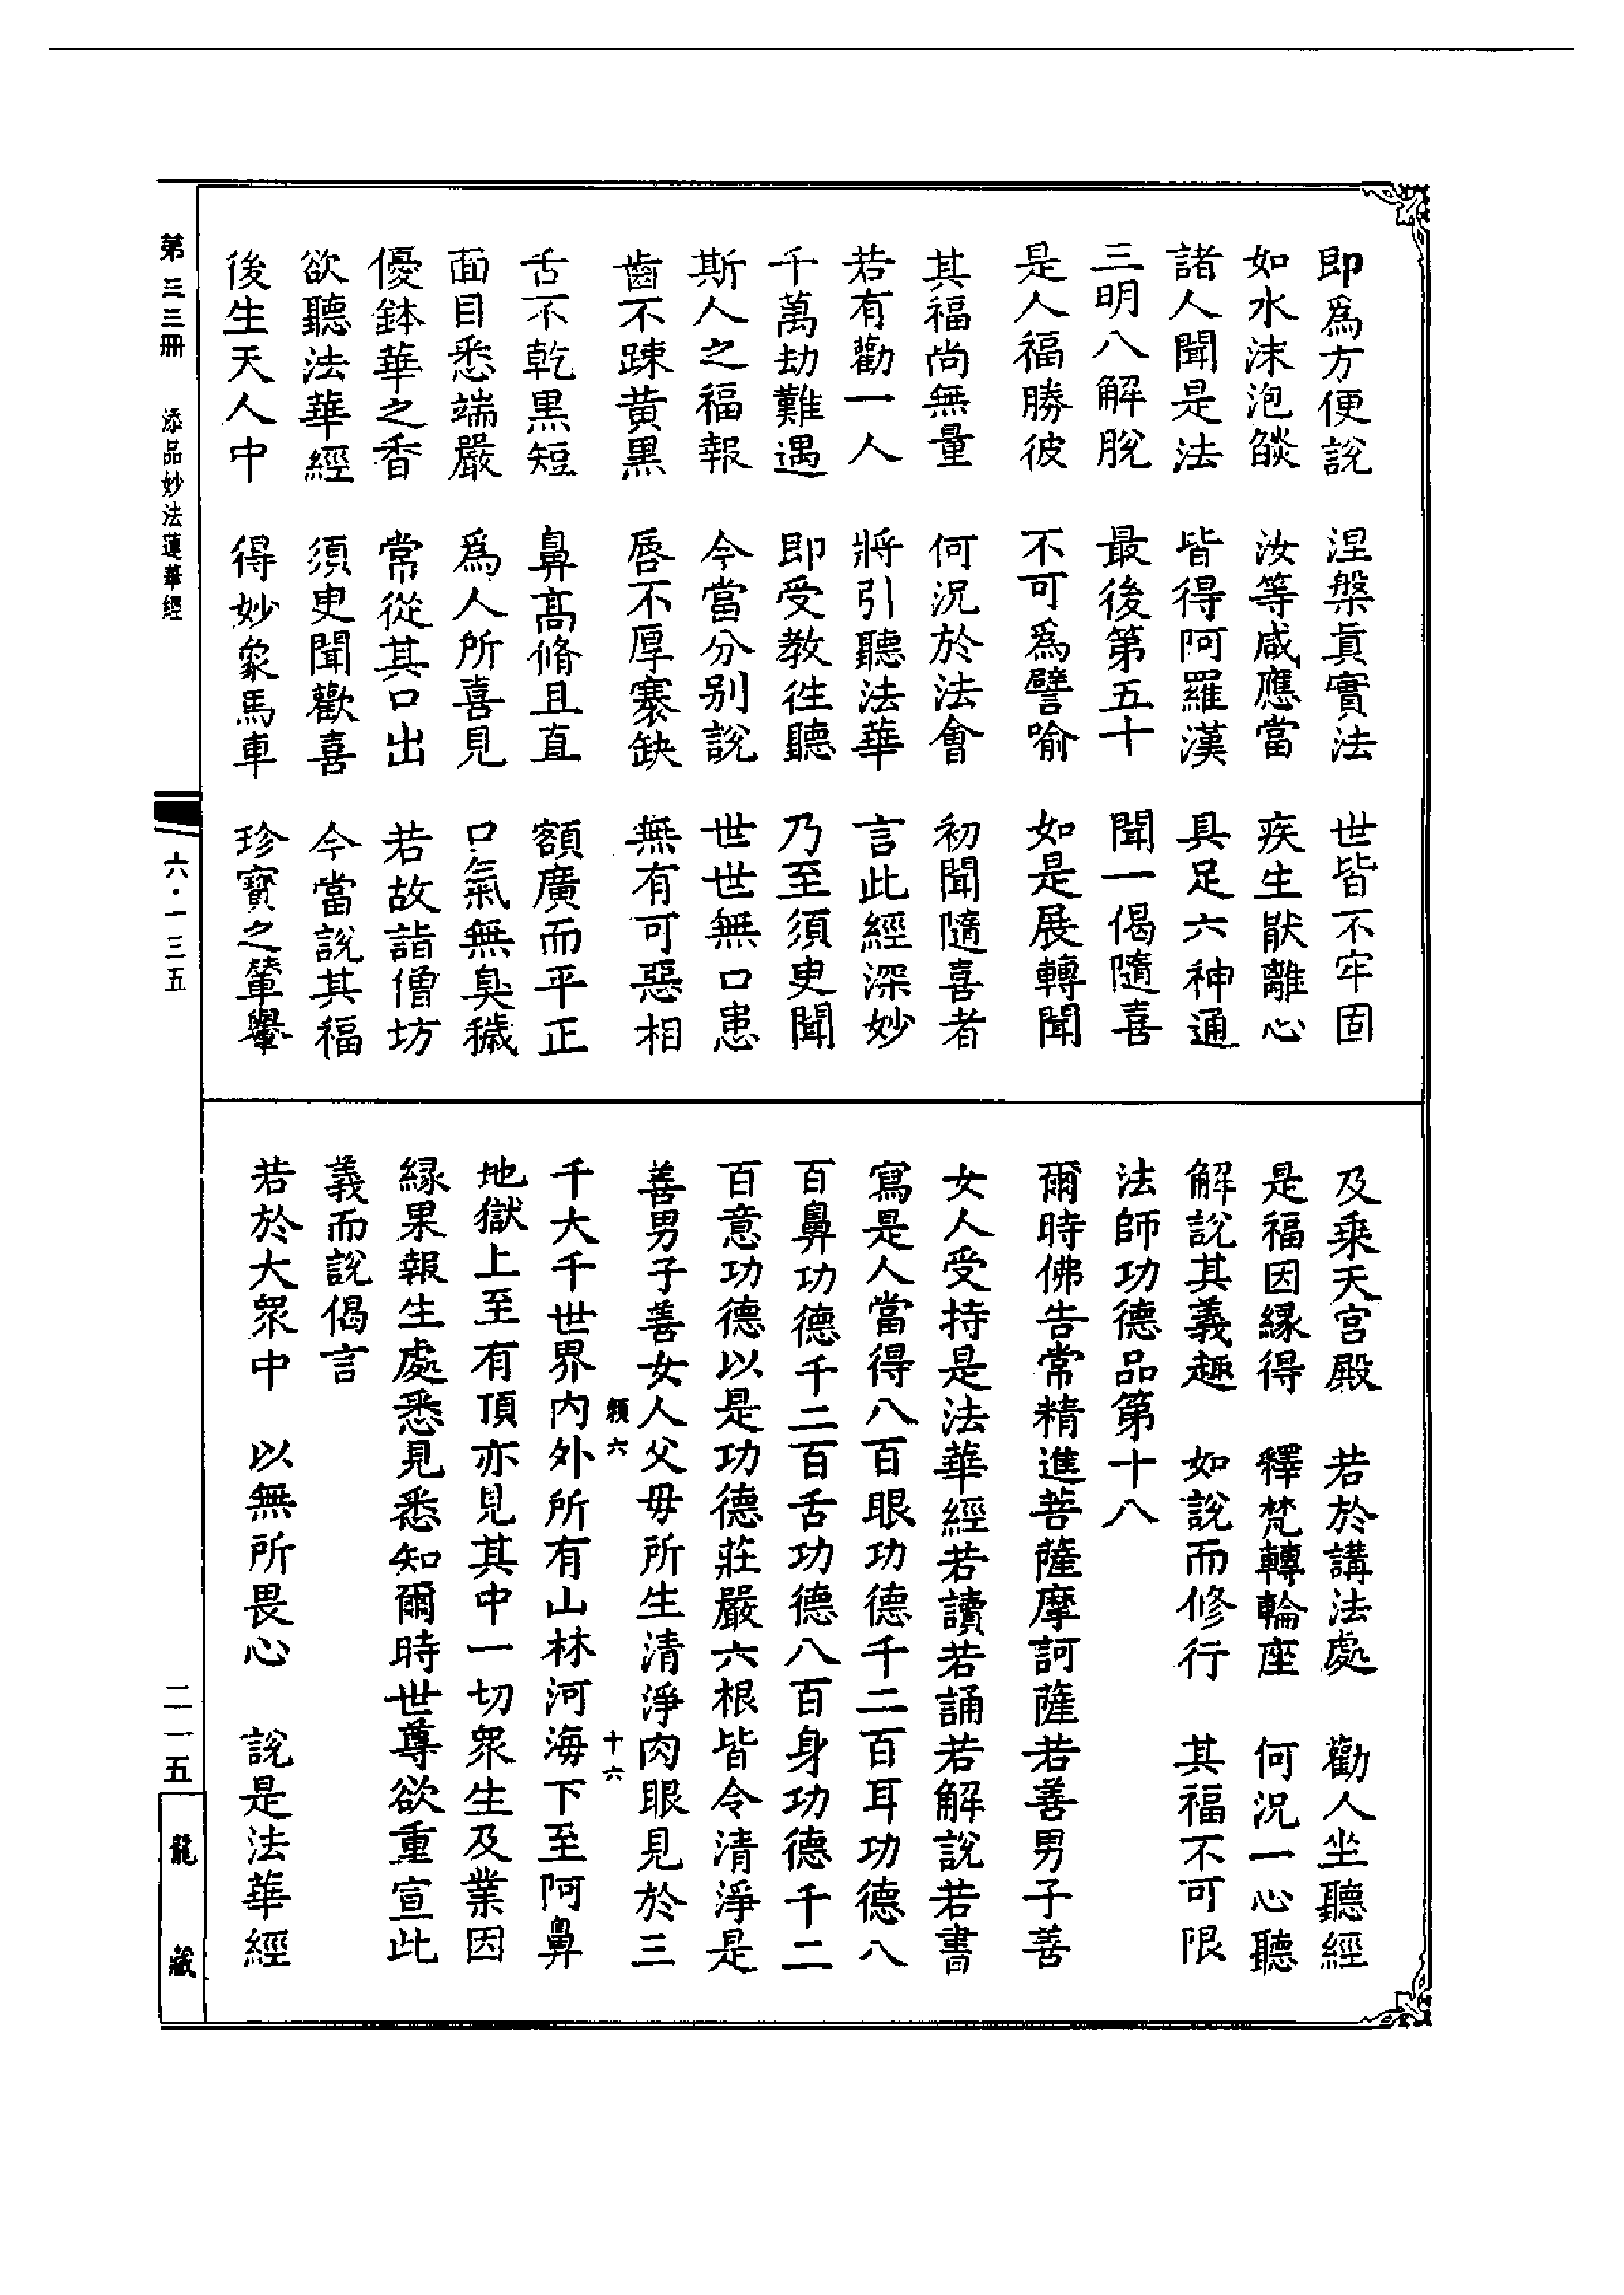 即爲方便說　涅槃眞實法　世皆不牢固
如水沫泡燄　汝等咸應當　疾生猒離心
諸人聞是法　皆得阿羅漢　具足六神通
三明八解脫　最後第五十　聞一偈隨喜
是人福勝彼　不可爲譬喻　如是展轉聞
其福尚無量　何況於法會　初聞隨喜者
若有勸一人　將引聽法華　言此經深妙
千萬劫難遇　即受教往聽　乃至須臾聞
斯人之福報　今當分别說　世世無口患
齒不踈黃黑　唇不厚褰缺　無有可惡相
舌不乾黑短　鼻高脩且直　額廣而平正
面目悉端嚴　爲人所喜見　口氣無臭穢
優鉢華之香　常從其口出　若故詣僧坊
欲聽法華經　須臾聞歡喜　今當說其福
後生天人中　得妙象馬車　珍寶之輦轝
及乘天宮殿　若於講法處　勸人坐聽經
是福因緣得　釋梵轉輪座　何況一心聽
解說其義趣　如說而修行　其福不可限
法師功德品第十八
爾時佛告常精進菩薩摩訶薩若善男子善
女人受持是法華經若讀若誦若解說若書
寫是人當得八百眼功德千二百耳功德八
百鼻功德千二百舌功德八百身功德千二
百意功德以是功德莊嚴六根皆令清淨是
善男子善女人父母所生清淨肉眼見於三
頼六　十六
千大千世界内外所有山林河海下至阿鼻
地獄上至有頂亦見其中一切衆生及業因
緣果報生處悉見悉知爾時世尊欲重宣此
義而說偈言
若於大衆中　以無所畏心　說是法華經
第三三冊　添品妙法蓮華經　六·一三五　二一五　龍藏